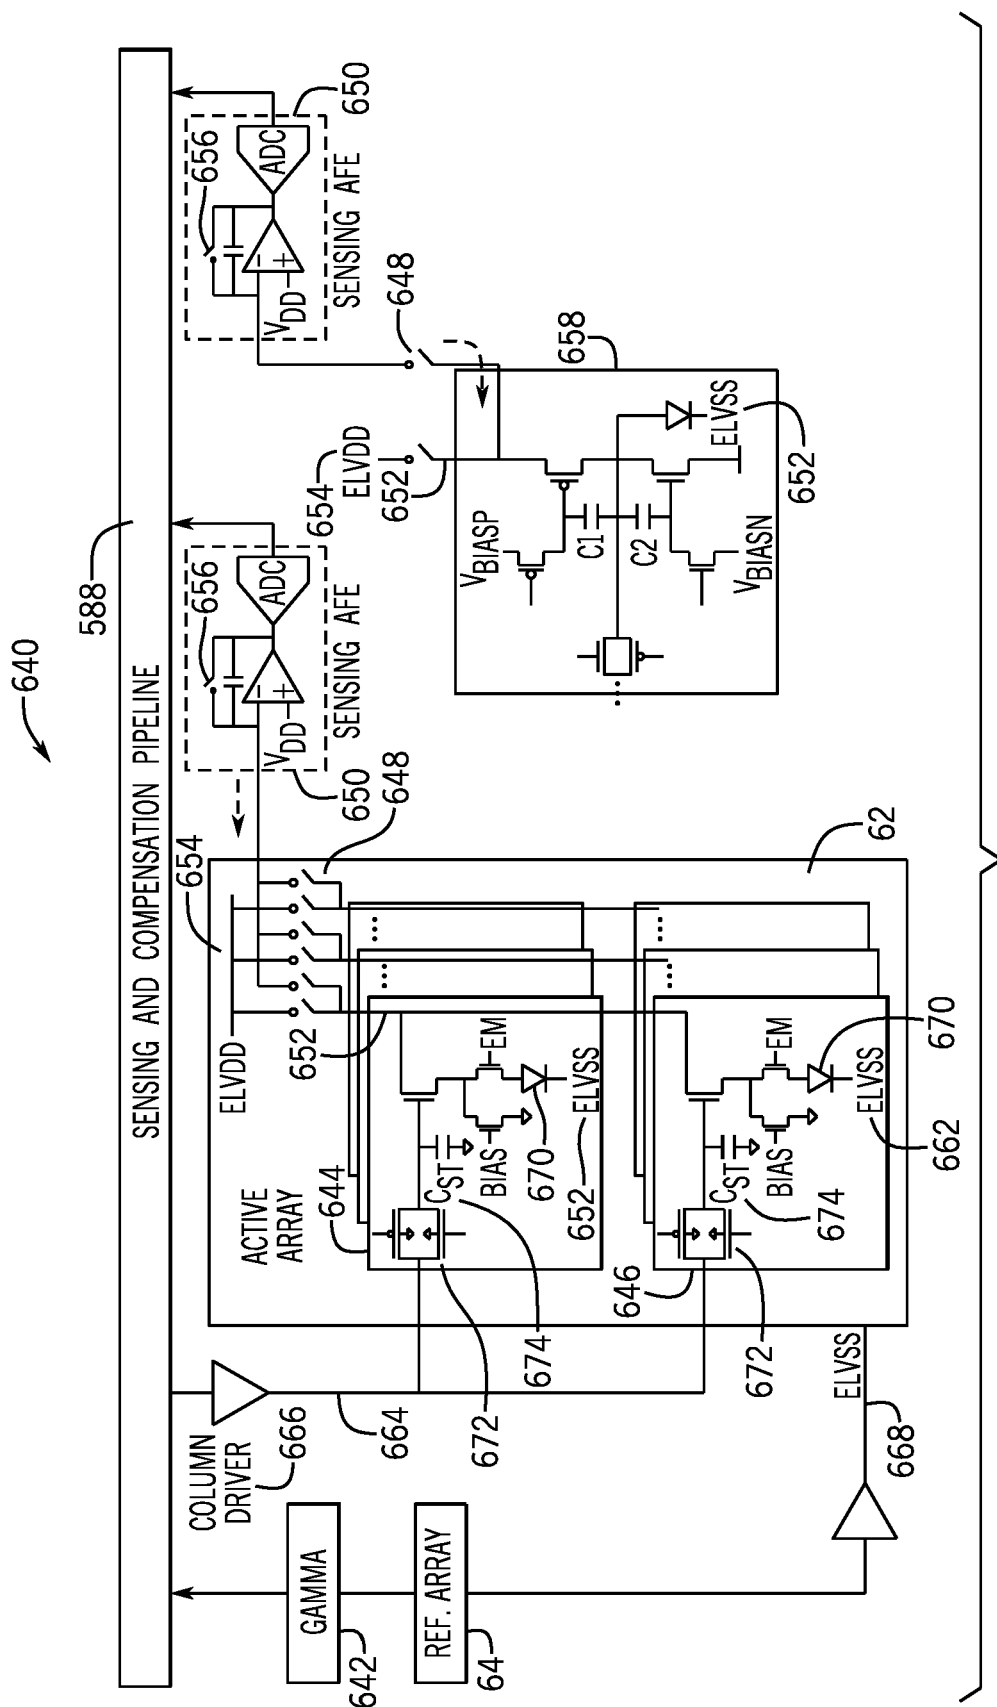 640
588
SENSING AND COMPENSATION PIPELINE
COLUMN
DRIVER
666
GAMMA
642
REF. ARRAY
64
664
ELVSS
668
62
ACTIVE
ARRAY
ELVDD
654
652
648
644
CST
674
672
BIAS
EM
670
ELVSS
652
646
CST
674
672
BIAS
EM
670
ELVSS
662
656
VDD
ADC
SENSING AFE
650
656
VDD
ADC
SENSING AFE
650
648
654
ELVDD
652
658
VBIASP
C1
C2
VBIASN
ELVSS
652